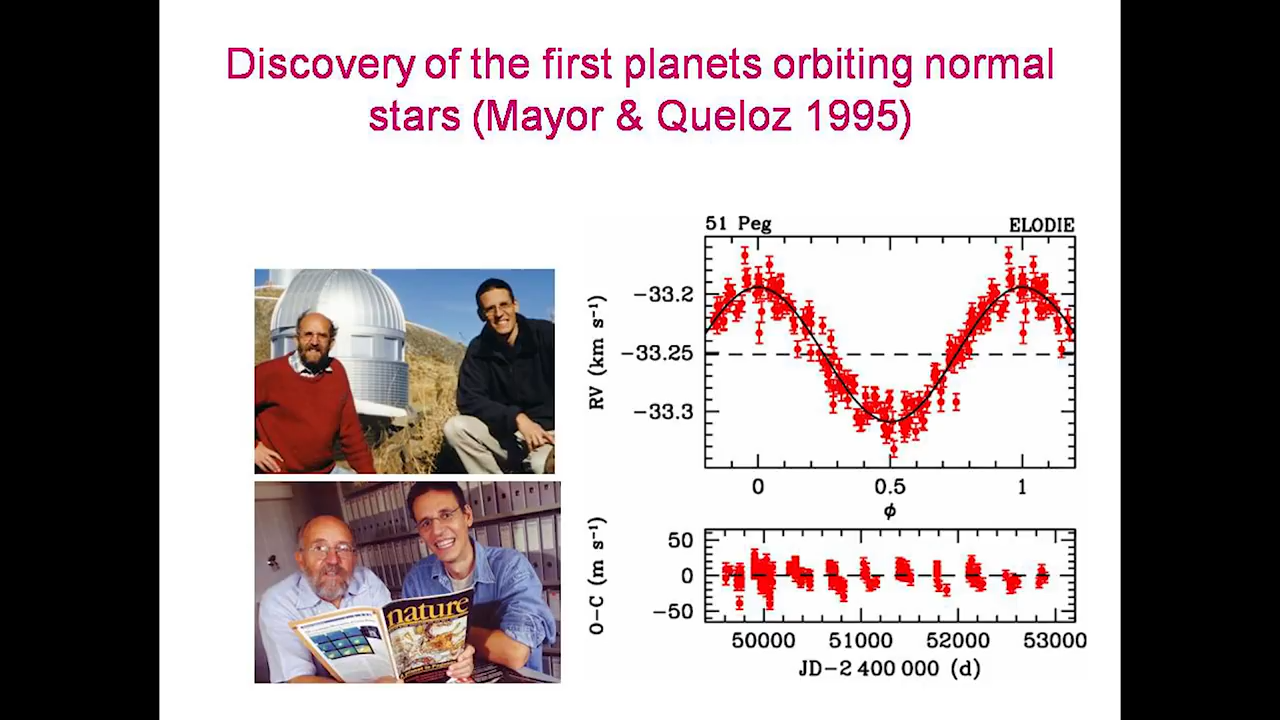 Discovery of the first planets orbiting normal
stars (Mayor & Queloz 1995)
51 Peg
ELODIE
RV (km s⁻¹)
−33.2
−33.25
−33.3
0
0.5
1
ϕ
O−C (m s⁻¹)
50
0
−50
50000
51000
52000
53000
JD−2 400 000 (d)
nature